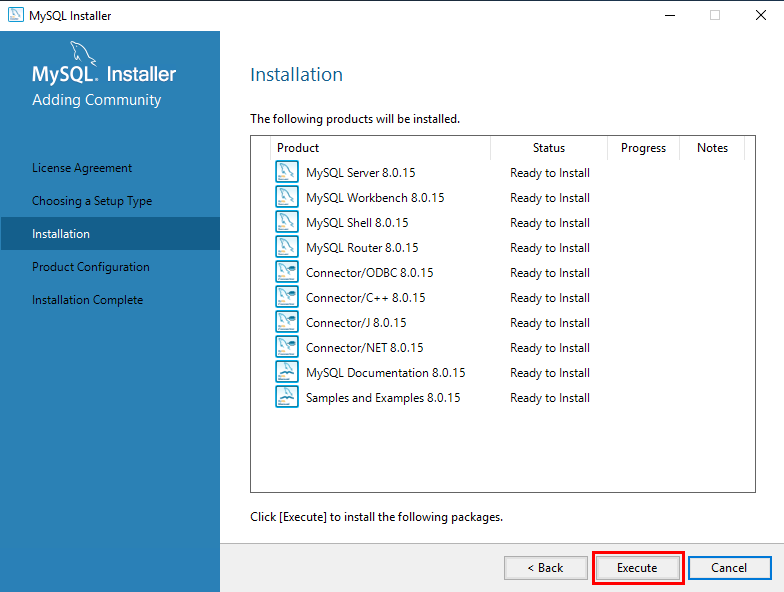 MySQL Installer
MySQL. Installer
Adding Community
License Agreement
Choosing a Setup Type
Installation
Product Configuration
Installation Complete
Installation
The following products will be installed.
Product Status Progress Notes
MySQL Server 8.0.15 Ready to Install
MySQL Workbench 8.0.15 Ready to Install
MySQL Shell 8.0.15 Ready to Install
MySQL Router 8.0.15 Ready to Install
Connector/ODBC 8.0.15 Ready to Install
Connector/C++ 8.0.15 Ready to Install
Connector/J 8.0.15 Ready to Install
Connector/NET 8.0.15 Ready to Install
MySQL Documentation 8.0.15 Ready to Install
Samples and Examples 8.0.15 Ready to Install
Click [Execute] to install the following packages.
< Back Execute Cancel